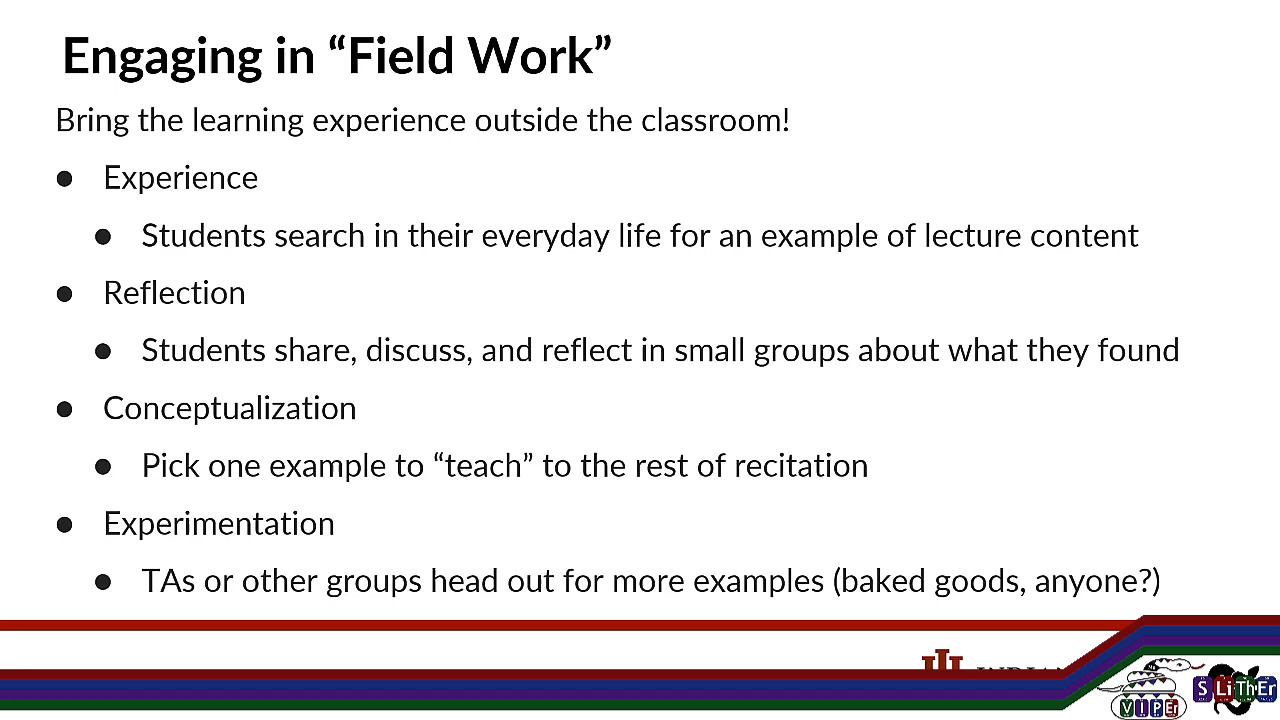 Engaging in “Field Work”
Bring the learning experience outside the classroom!
● Experience
● Students search in their everyday life for an example of lecture content
● Reflection
● Students share, discuss, and reflect in small groups about what they found
● Conceptualization
● Pick one example to “teach” to the rest of recitation
● Experimentation
● TAs or other groups head out for more examples (baked goods, anyone?)
VIPEr
SLiThEr